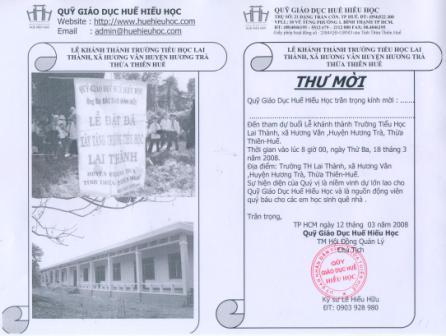 QUỸ GIÁO DỤC HUẾ HIẾU HỌC
Website : http://www.huehieuhoc.com
Email : admin@huehieuhoc.com
LỄ KHÁNH THÀNH TRƯỜNG TIỂU HỌC LAI
THÀNH, XÃ HƯƠNG VÂN HUYỆN HƯƠNG TRÀ
THỪA THIÊN HUẾ
LỄ ĐẶT ĐÁ
XÂY DỰNG TRƯỜNG TIỂU HỌC
LAI THÀNH
QUỸ GIÁO DỤC HUẾ HIẾU HỌC
LỄ KHÁNH THÀNH TRƯỜNG TIỂU HỌC LAI
THÀNH, XÃ HƯƠNG VÂN HUYỆN HƯƠNG TRÀ
THỪA THIÊN HUẾ
THƯ MỜI
Quỹ Giáo Dục Huế Hiếu Học trân trọng kính mời :
Đến tham dự buổi Lễ khánh thành Trường Tiểu Học
Lai Thành, xã Hương Vân ,Huyện Hương Trà, Thừa
Thiên-Huế.
Thời gian vào lúc 8 giờ 00, ngày Thứ Ba, 18 tháng 3
năm 2008.
Địa điểm: Trường TH Lai Thành, xã Hương Vân
,Huyện Hương Trà, Thừa Thiên-Huế.
Sự hiện diện của Quý vị là niềm vinh dự lớn lao cho
Quỹ Giáo Dục Huế Hiếu Học và là nguồn động viên
quý báu cho các em học sinh quê nhà .
Trân trọng,
TP HCM ngày 12 tháng 03 năm 2008
Quỹ Giáo Dục Huế Hiếu Học
TM Hội Đồng Quản Lý
Chủ Tịch
QUỸ
GIÁO DỤC HUẾ
HIẾU HỌC
Kỹ sư Lê Hiếu Hữu
ĐT: 0903 928 980